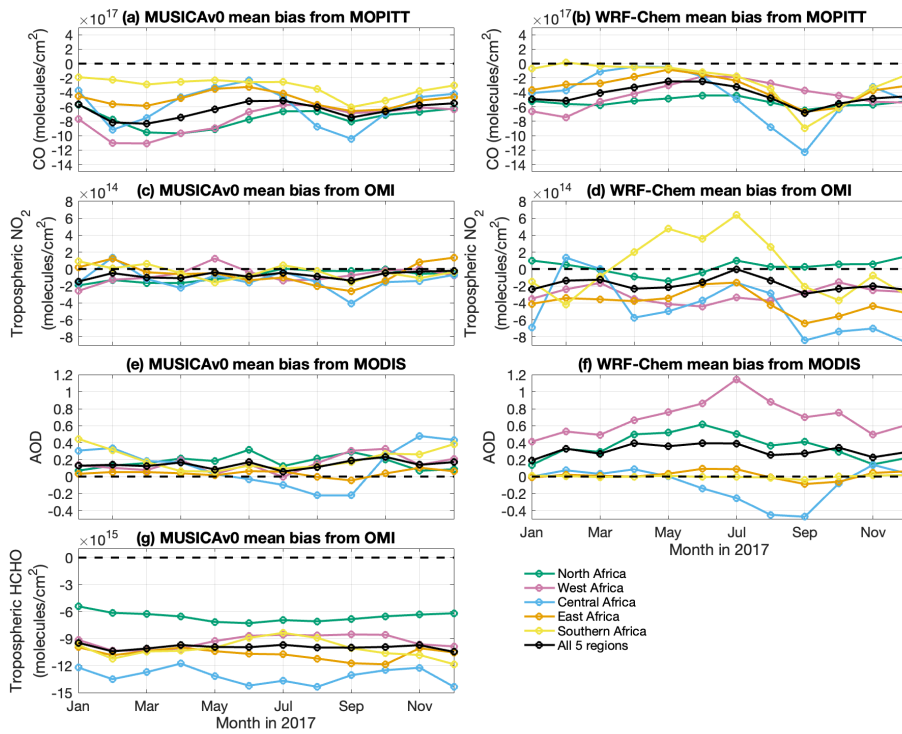 (a) MUSICAv0 mean bias from MOPITT
×10^17
4
2
0
-2
-4
-6
-8
-10
-12
-14
CO (molecules/cm²)
(b) WRF-Chem mean bias from MOPITT
×10^17
4
2
0
-2
-4
-6
-8
-10
-12
-14
CO (molecules/cm²)
(c) MUSICAv0 mean bias from OMI
×10^14
8
6
4
2
0
-2
-4
-6
-8
Tropospheric NO₂
(molecules/cm²)
(d) WRF-Chem mean bias from OMI
×10^14
8
6
4
2
0
-2
-4
-6
-8
Tropospheric NO₂
(molecules/cm²)
(e) MUSICAv0 mean bias from MODIS
1.2
1
0.8
0.6
0.4
0.2
0
-0.2
-0.4
AOD
(f) WRF-Chem mean bias from MODIS
1.2
1
0.8
0.6
0.4
0.2
0
-0.2
-0.4
AOD
Jan
Mar
May
Jul
Sep
Nov
Month in 2017
(g) MUSICAv0 mean bias from OMI
×10^15
0
-3
-6
-9
-12
-15
Tropospheric HCHO
(molecules/cm²)
Jan
Mar
May
Jul
Sep
Nov
Month in 2017
North Africa
West Africa
Central Africa
East Africa
Southern Africa
All 5 regions